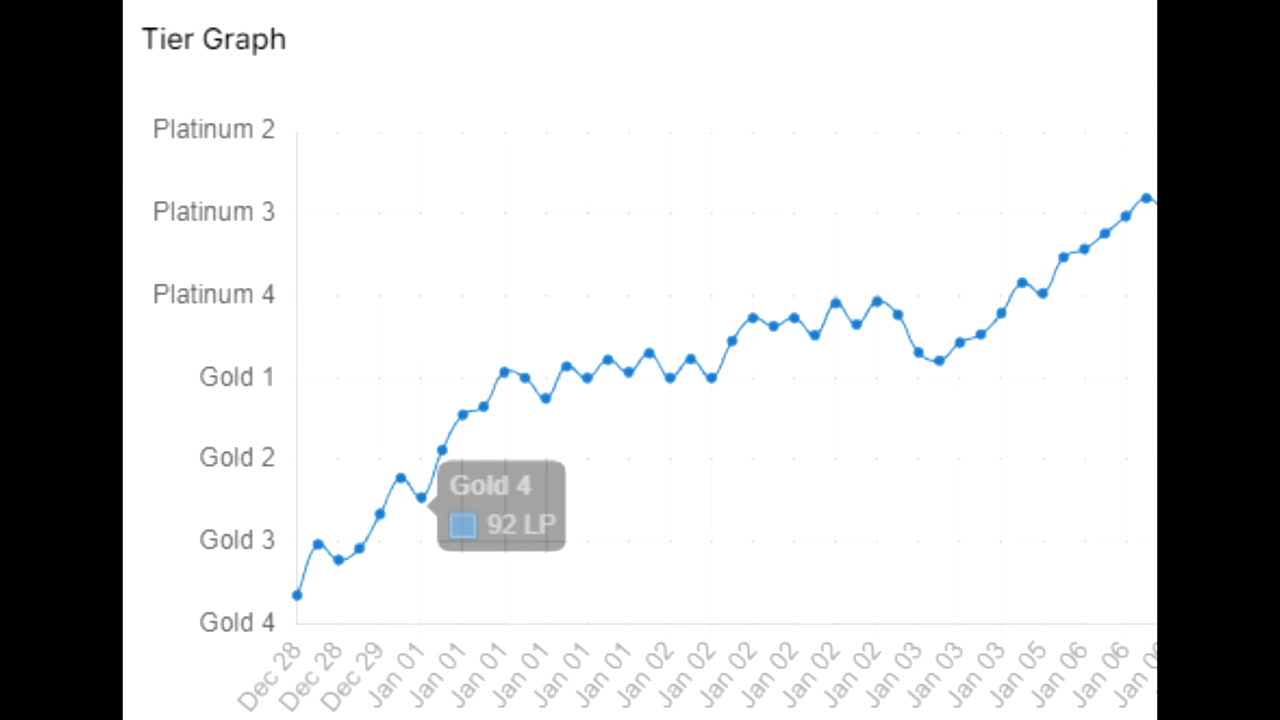 Tier Graph
Platinum 2
Platinum 3
Platinum 4
Gold 1
Gold 2
Gold 3
Gold 4
Gold 4
92 LP
Dec 28
Dec 28
Dec 29
Jan 01
Jan 01
Jan 01
Jan 01
Jan 01
Jan 01
Jan 02
Jan 02
Jan 02
Jan 02
Jan 02
Jan 02
Jan 03
Jan 03
Jan 03
Jan 05
Jan 06
Jan 06
Jan